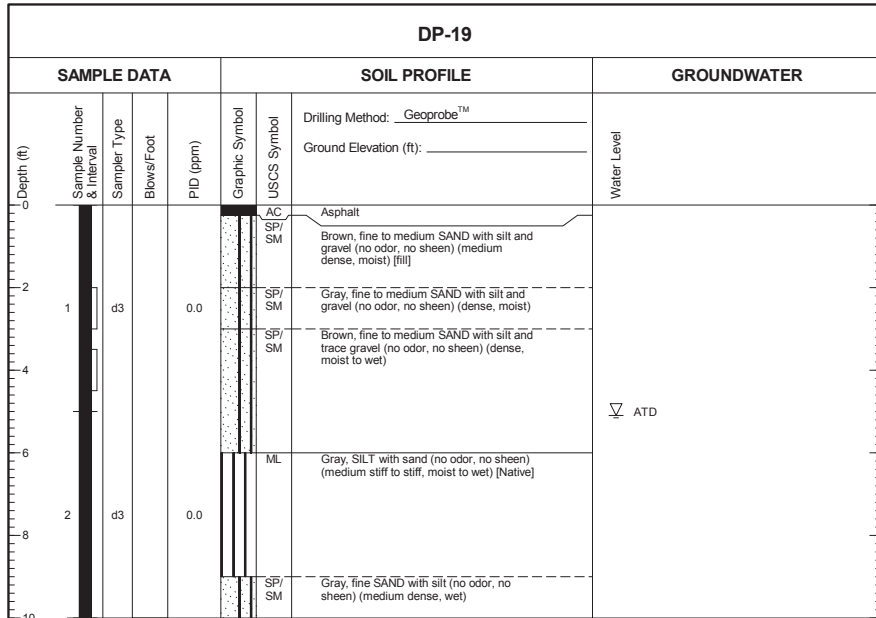 DP-19
SAMPLE DATA
SOIL PROFILE
GROUNDWATER
Depth (ft)
Sample Number
& Interval
Sampler Type
Blows/Foot
PID (ppm)
Graphic Symbol
USCS Symbol
Drilling Method: Geoprobe™
Ground Elevation (ft):
Water Level
0
AC
Asphalt
SP/
SM
Brown, fine to medium SAND with silt and
gravel (no odor, no sheen) (medium
dense, moist) [fill]
2
1
d3
0.0
SP/
SM
Gray, fine to medium SAND with silt and
gravel (no odor, no sheen) (dense, moist)
SP/
SM
Brown, fine to medium SAND with silt and
trace gravel (no odor, no sheen) (dense,
moist to wet)
4
ATD
6
ML
Gray, SILT with sand (no odor, no sheen)
(medium stiff to stiff, moist to wet) [Native]
2
d3
0.0
8
SP/
SM
Gray, fine SAND with silt (no odor, no
sheen) (medium dense, wet)
10